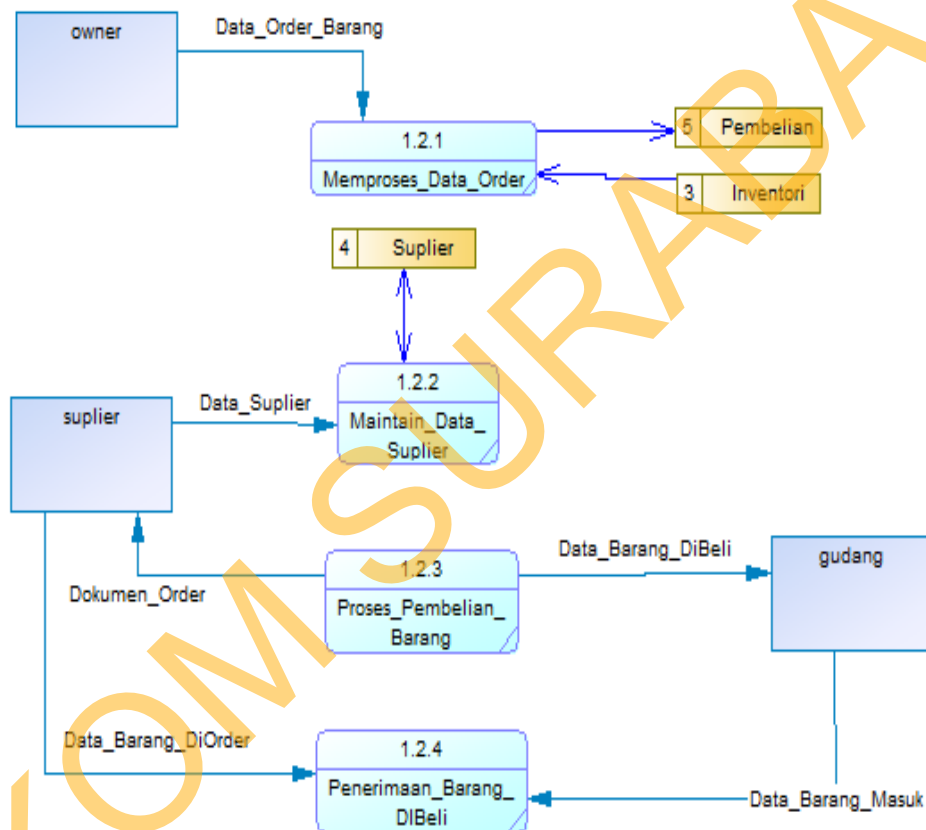 owner
Data_Order_Barang
1.2.1
Memproses_Data_Order
5 Pembelian
3 Inventori
4 Suplier
1.2.2
Maintain_Data_
Suplier
suplier
Data_Suplier
Data_Barang_DiBeli
gudang
1.2.3
Proses_Pembelian_
Barang
Dokumen_Order
Data_Barang_DiOrder
1.2.4
Penerimaan_Barang_
DIBeli
Data_Barang_Masuk
KOM SURABA